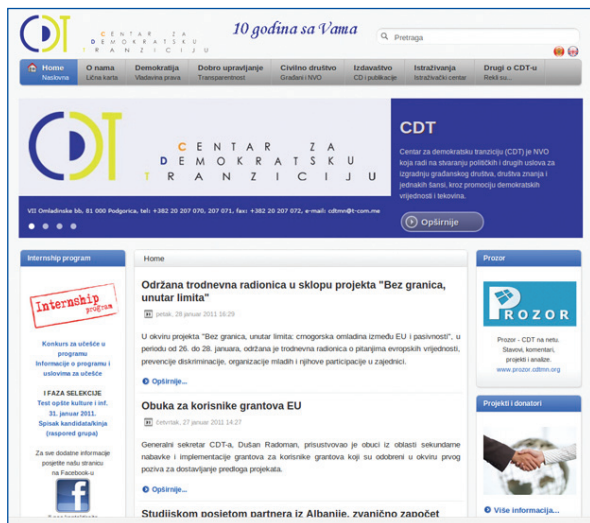 CDT
CENTAR ZA
DEMOKRATSKU
TRANZICIJU
10 godina sa Vama
Pretraga
Home
Naslovna
O nama
Lična karta
Demokratija
Vladavina prava
Dobro upravljanje
Transparentnost
Civilno društvo
Građani i NVO
Izdavaštvo
CD i publikacije
Istraživanja
Istraživački centar
Drugi o CDT-u
Rekli su...
CDT
CENTAR ZA
DEMOKRATSKU
TRANZICIJU
VII Omladinske bb, 81 000 Podgorica, tel: +382 20 207 070, 207 071, fax: +382 20 207 072, e-mail: cdtmn@t-com.me
CDT
Centar za demokratsku tranziciju (CDT) je NVO
koja radi na stvaranju političkih i drugih uslova za
izgradnju građanskog društva, društva znanja i
jednakih šansi, kroz promociju demokratskih
vrijednosti i tekovina.
Opširnije
Internship program
Internship
program
Konkurs za učešće u
programu
Informacije o programu i
uslovima za učešće
I FAZA SELEKCIJE
Test opšte kulture i inf.
31. januar 2011.
Spisak kandidata/kinja
(raspored grupa)
Za sve dodatne informacije
posjetite našu stranicu
na Facebook-u
Home
Održana trodnevna radionica u sklopu projekta "Bez granica,
unutar limita"
petak, 28 januar 2011 16:29
U okviru projekta "Bez granica, unutar limita: crnogorska omladina između EU i pasivnosti", u
periodu od 26. do 28. januara, održana je trodnevna radionica o pitanjima evropskih vrijednosti,
prevencije diskriminacije, organizacije mladih i njihove participacije u zajednici.
Opširnije...
Obuka za korisnike grantova EU
četvrtak, 27 januar 2011 14:27
Generalni sekretar CDT-a, Dušan Radoman, prisustvovao je obuci iz oblasti sekundarne
nabavke i implementacije grantova za korisnike grantova koji su odobreni u okviru prvog
poziva za dostavljanje predloga projekata.
Opširnije...
Studijskom posjetom partnera iz Albanije, zvanično započet
Prozor
PROZOR
Prozor - CDT na netu.
Stavovi, komentari,
projekti i analize.
www.prozor.cdtmn.org
Projekti i donatori
Više informacija...